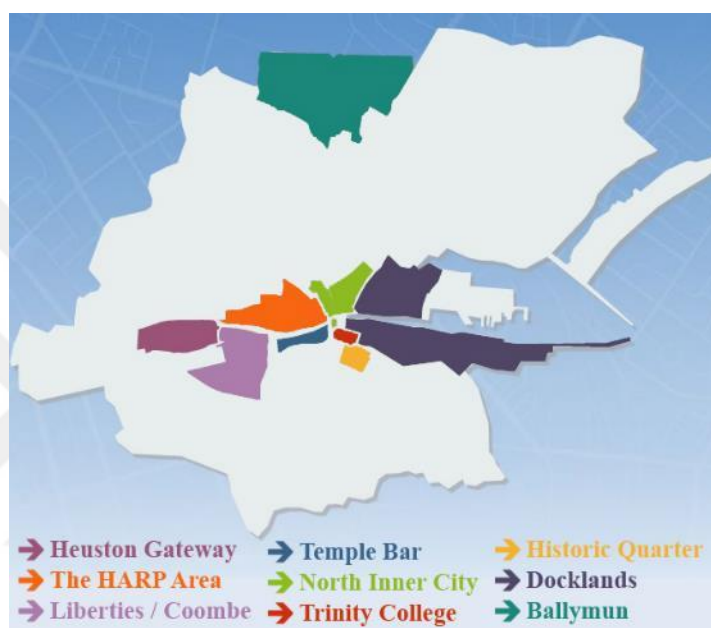 Heuston Gateway
The HARP Area
Liberties / Coombe
Temple Bar
North Inner City
Trinity College
Historic Quarter
Docklands
Ballymun